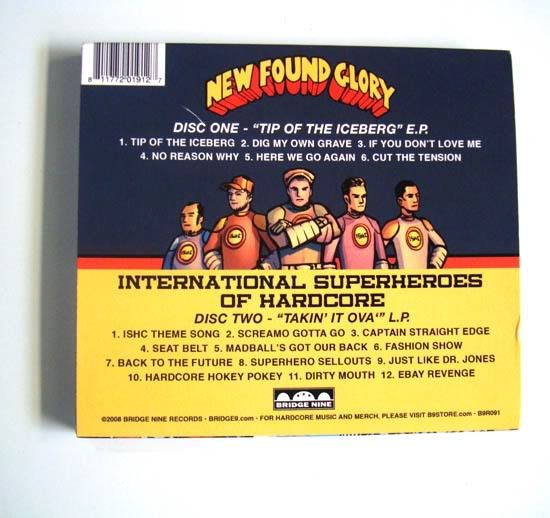 8 11772 01912 7
NEW FOUND GLORY
DISC ONE - "TIP OF THE ICEBERG" E.P.
1. TIP OF THE ICEBERG 2. DIG MY OWN GRAVE 3. IF YOU DON'T LOVE ME
4. NO REASON WHY 5. HERE WE GO AGAIN 6. CUT THE TENSION
INTERNATIONAL SUPERHEROES
OF HARDCORE
DISC TWO - "TAKIN' IT OVA'" L.P.
1. ISHC THEME SONG 2. SCREAMO GOTTA GO 3. CAPTAIN STRAIGHT EDGE
4. SEAT BELT 5. MADBALL'S GOT OUR BACK 6. FASHION SHOW
7. BACK TO THE FUTURE 8. SUPERHERO SELLOUTS 9. JUST LIKE DR. JONES
10. HARDCORE HOKEY POKEY 11. DIRTY MOUTH 12. EBAY REVENGE
BRIDGE NINE
©2008 BRIDGE NINE RECORDS - BRIDGE9.com - FOR HARDCORE MUSIC AND MERCH, PLEASE VISIT B9STORE.com - B9R091